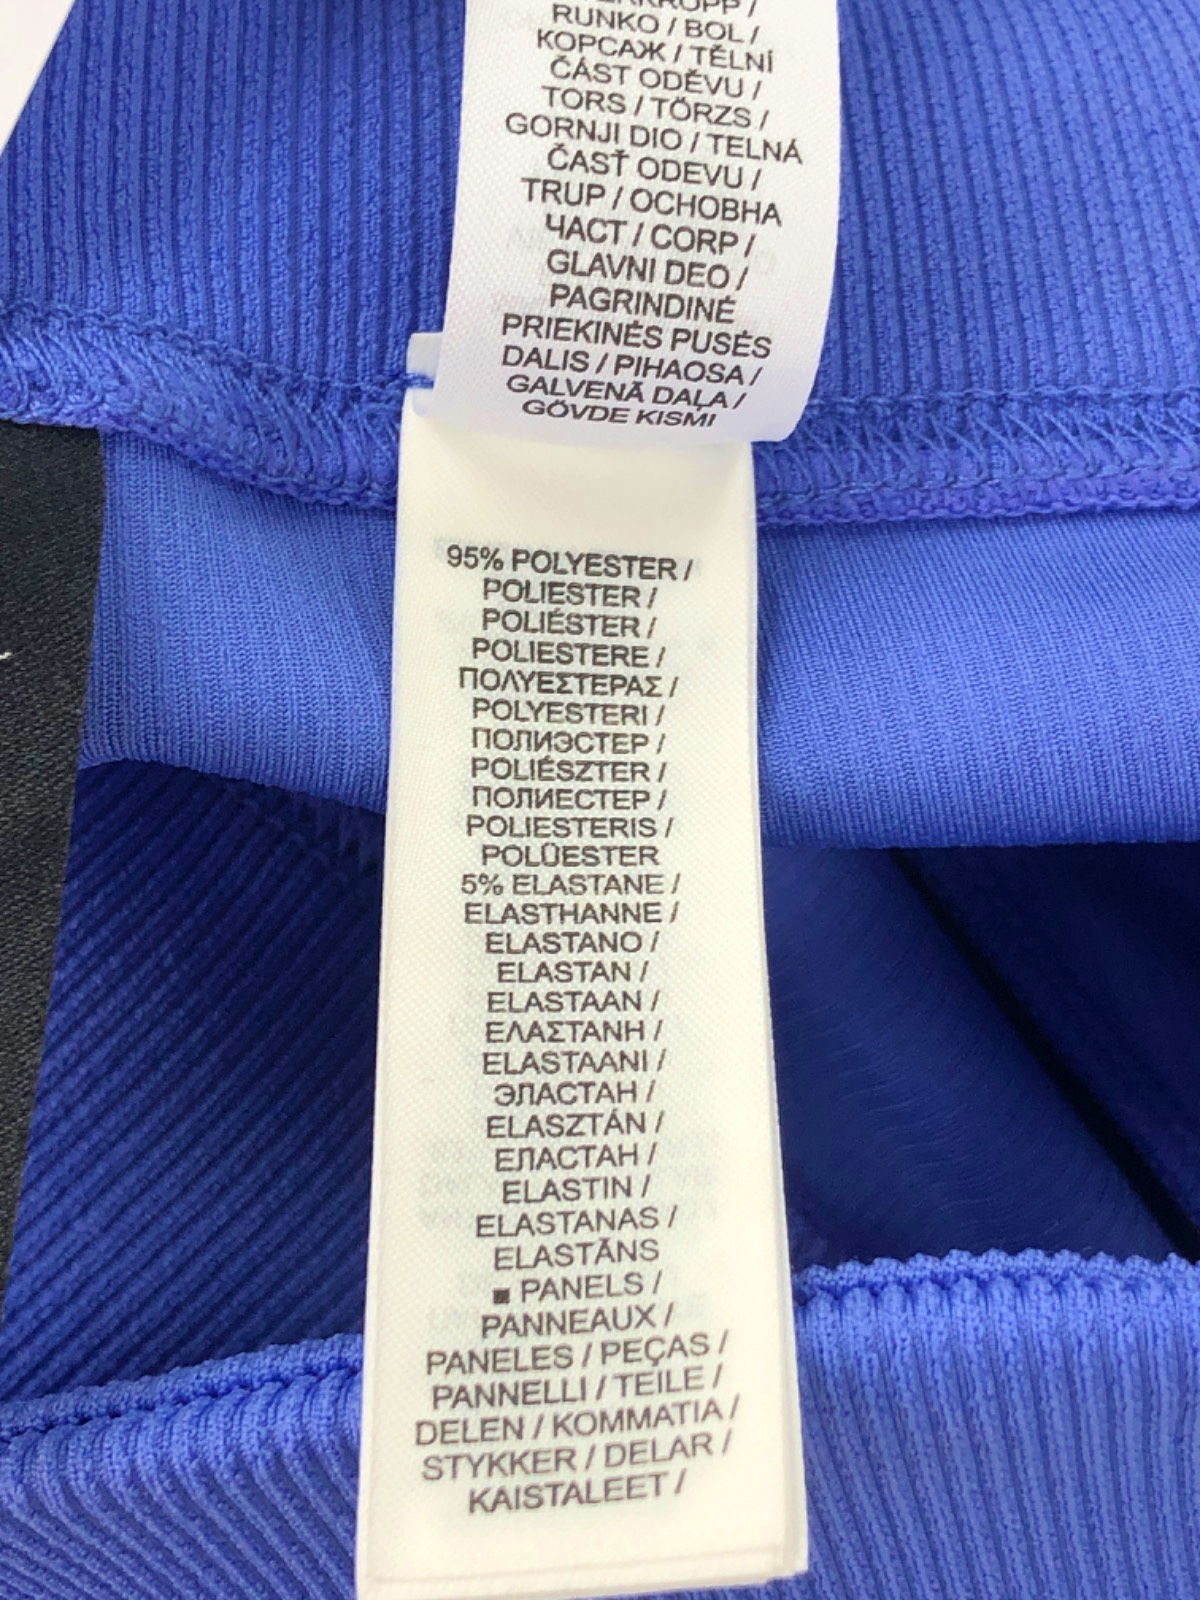 RUNKO / BOL /
КОРСАЖ / TĚLNÍ
ČÁST ODĚVU /
TORS / TÖRZS /
GORNJI DIO / TELNÁ
ČASŤ ODEVU /
TRUP / ОСНОВНА
ЧАСТ / CORP /
GLAVNI DEO /
PAGRINDINĖ
PRIEKINĖS PUSĖS
DALIS / PIHAOSA /
GALVENĀ DAĻA /
GÖVDE KISMI
95% POLYESTER /
POLIESTER /
POLIÉSTER /
POLIESTERE /
ΠΟΛΥΕΣΤΕΡΑΣ /
POLYESTERI /
ПОЛИЭСТЕР /
POLIÉSZTER /
ПОЛИЕСТЕР /
POLIESTERIS /
POLÜESTER
5% ELASTANE /
ELASTHANNE /
ELASTANO /
ELASTAN /
ELASTAAN /
ΕΛΑΣΤΑΝΗ /
ELASTAANI /
ЭЛАСТАН /
ELASZTÁN /
ЕЛАСТАН /
ELASTIN /
ELASTANAS /
ELASTĀNS
■ PANELS /
PANNEAUX /
PANELES / PEÇAS /
PANNELLI / TEILE /
DELEN / ΚΟΜΜΑΤΙΑ /
STYKKER / DELAR /
KAISTALEET /